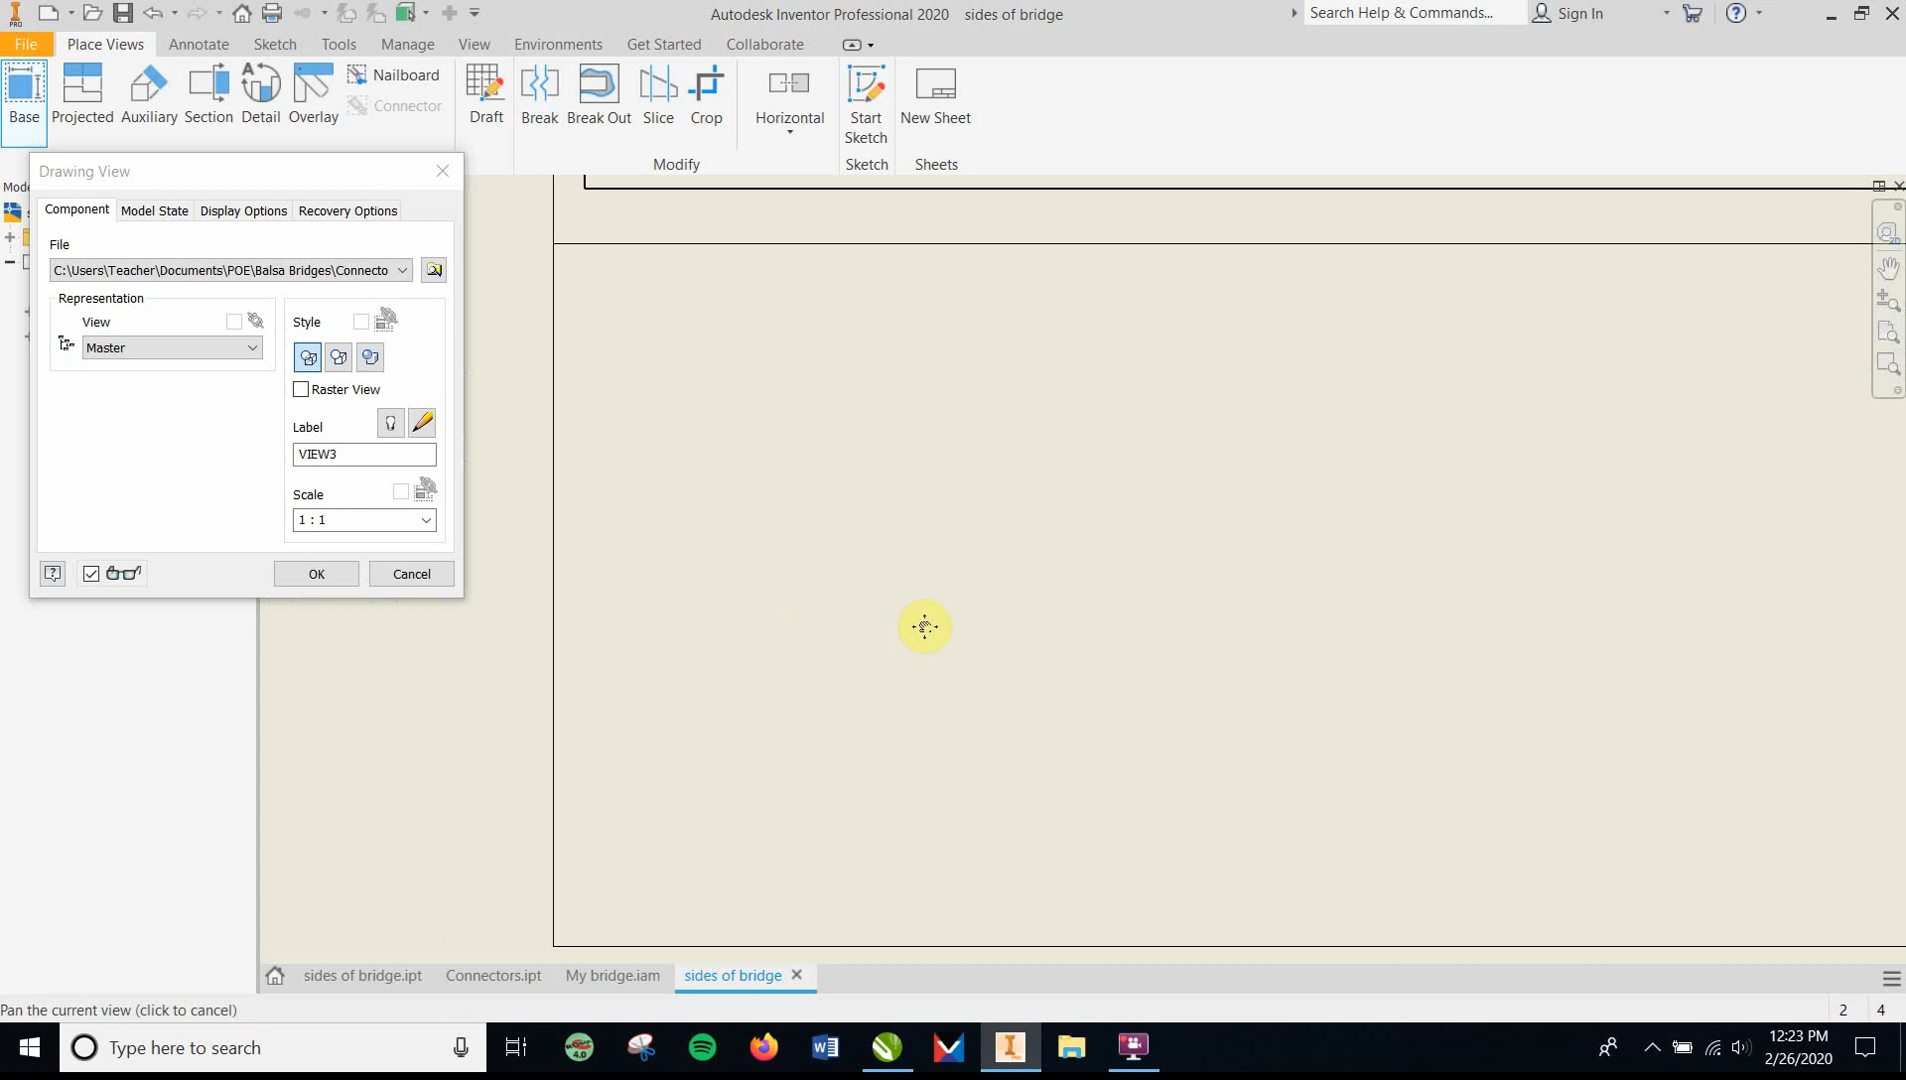 Autodesk Inventor Professional 2020 sides of bridge
Search Help & Commands...
Sign In
PRO
File
Place Views
Annotate
Sketch
Tools
Manage
View
Environments
Get Started
Collaborate
Base
Projected
Auxiliary
Section
Detail
Overlay
Nailboard
Connector
Draft
Break
Break Out
Slice
Crop
Horizontal
Start
Sketch
New Sheet
Modify
Sketch
Sheets
Drawing View
Component
Model State
Display Options
Recovery Options
File
C:\Users\Teacher\Documents\POE\Balsa Bridges\Connecto
Representation
View
Master
Style
Raster View
Label
VIEW3
Scale
1 : 1
OK
Cancel
sides of bridge.ipt
Connectors.ipt
My bridge.iam
sides of bridge
Pan the current view (click to cancel)
2
4
Type here to search
4.0
12:23 PM
2/26/2020